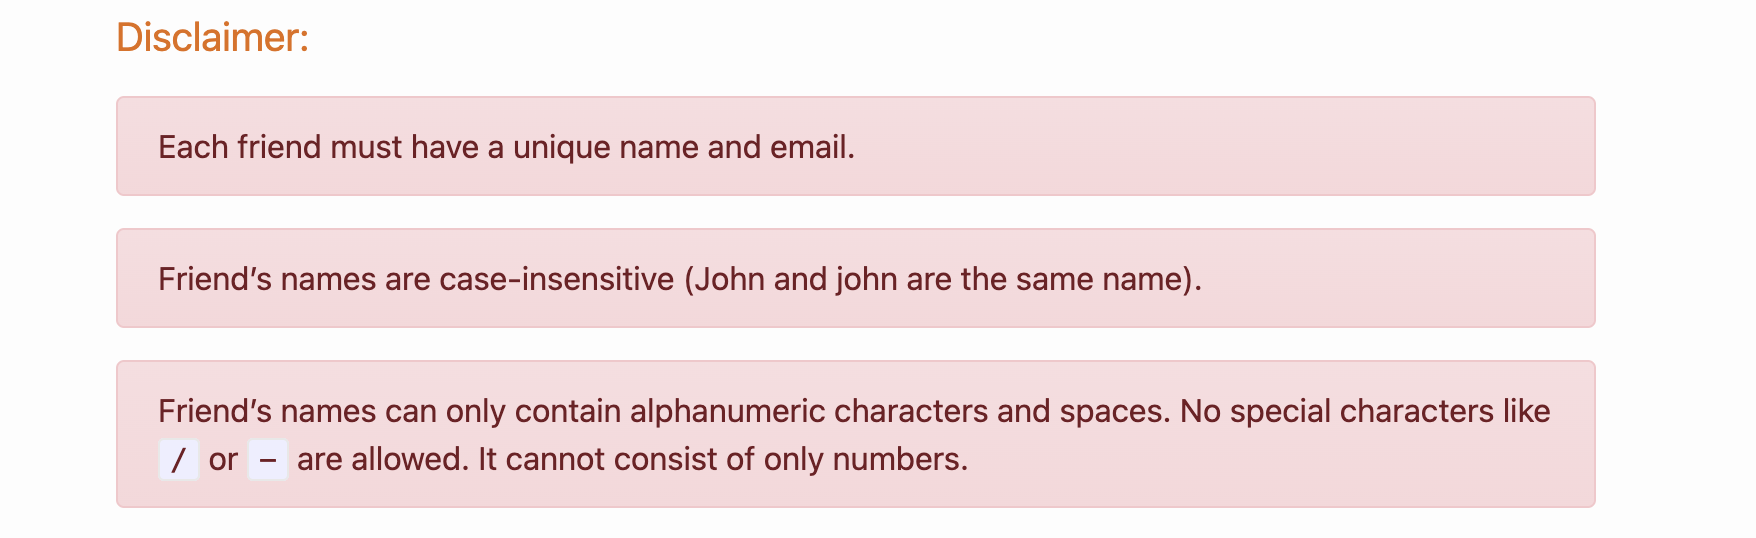 Disclaimer:
Each friend must have a unique name and email.
Friend’s names are case-insensitive (John and john are the same name).
Friend’s names can only contain alphanumeric characters and spaces. No special characters like
/ or - are allowed. It cannot consist of only numbers.